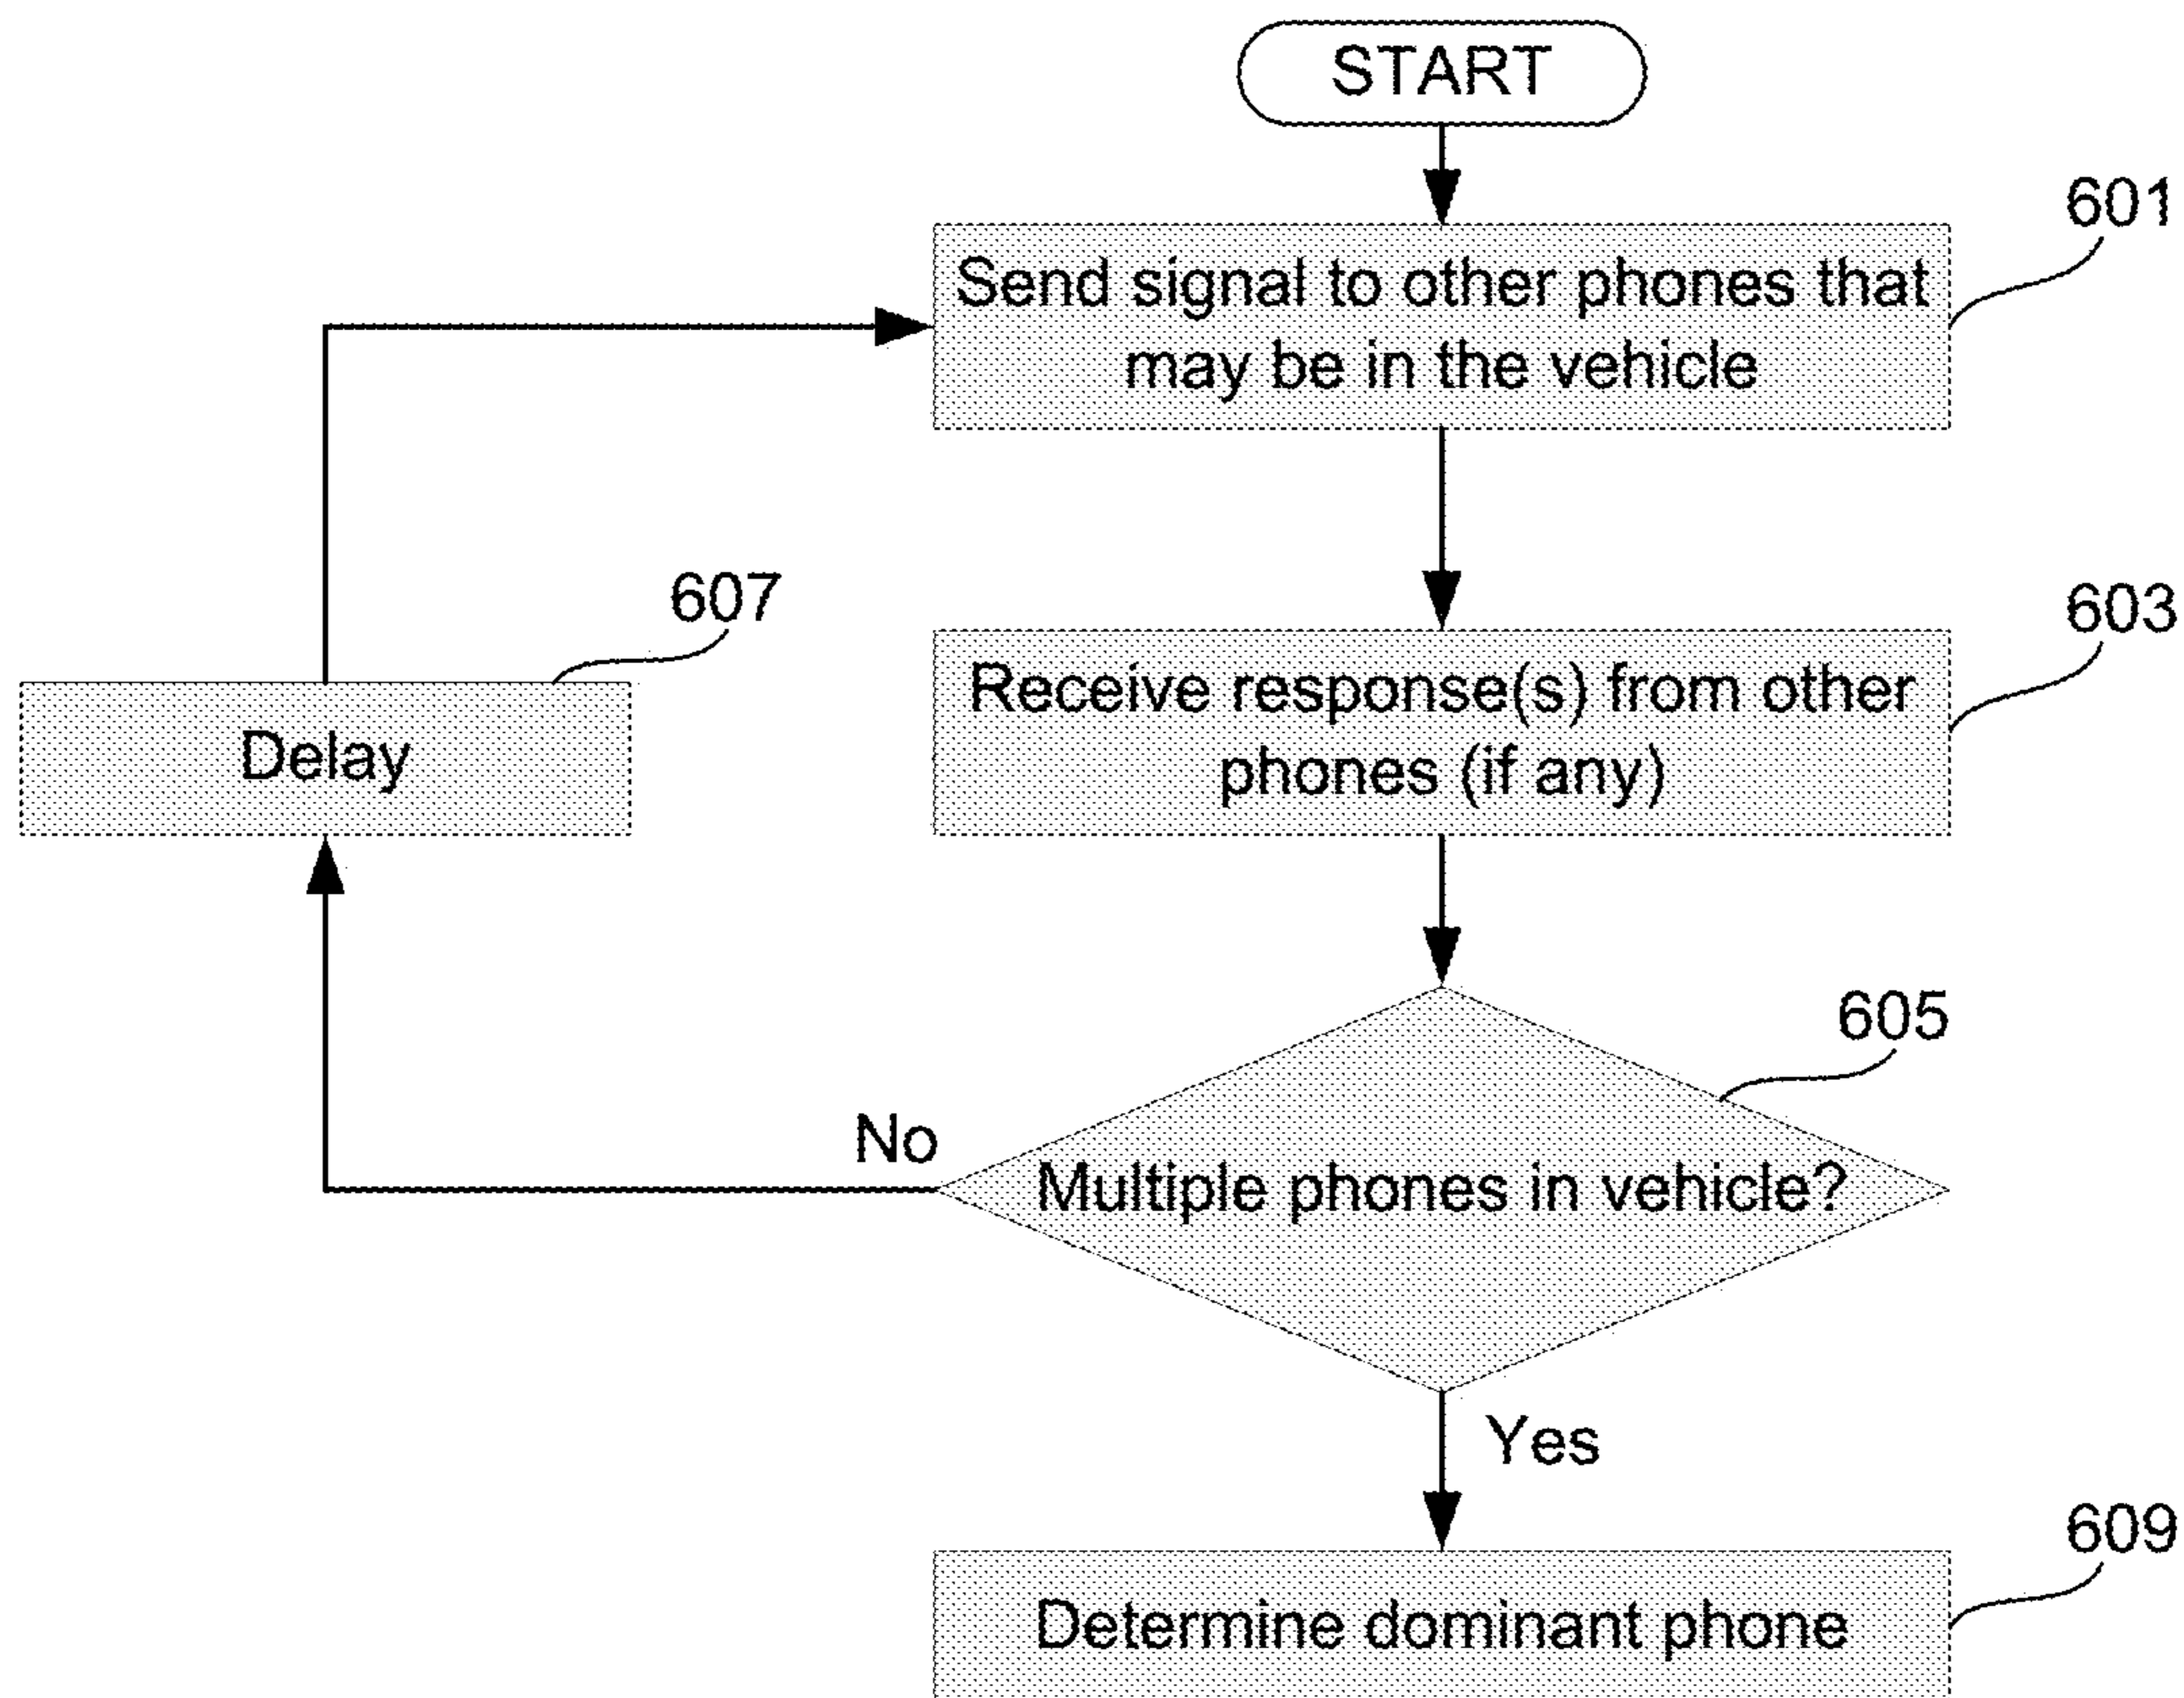 START
601
Send signal to other phones that
may be in the vehicle
607
603
Receive response(s) from other
phones (if any)
Delay
605
No
Multiple phones in vehicle?
Yes
609
Determine dominant phone